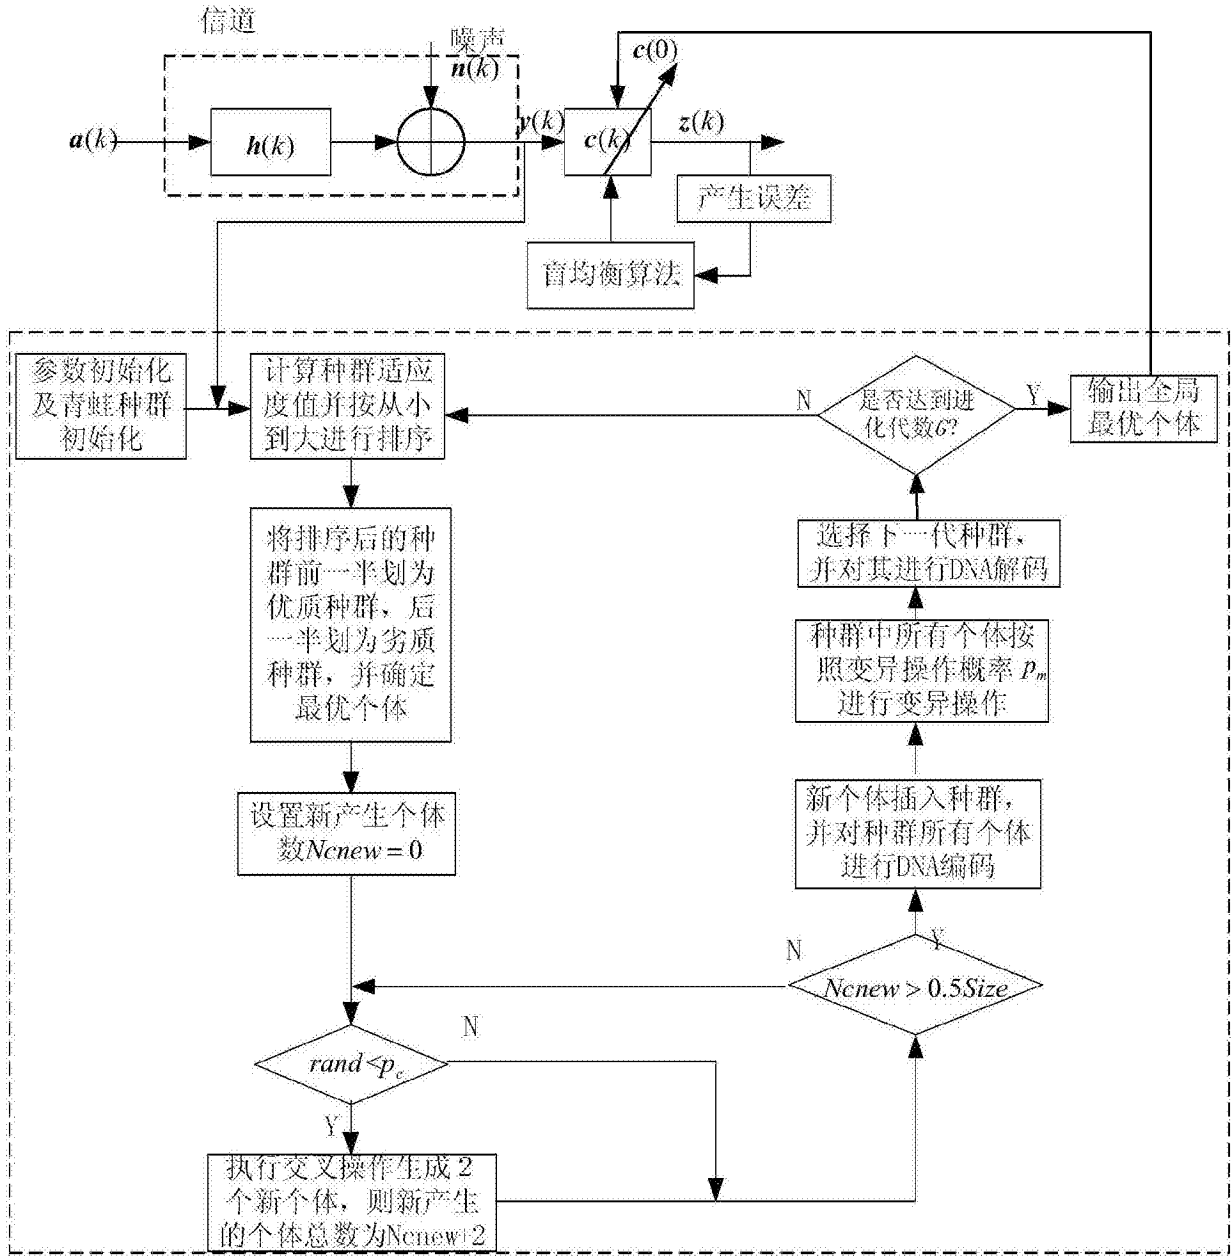 信道
噪声
n(k)
c(0)
a(k)
h(k)
y(k)
c(k)
z(k)
产生误差
盲均衡算法
参数初始化
及青蛙种群
初始化
计算种群适应
度值并按从小
到大进行排序
N
是否达到进
化代数G?
Y
输出全局
最优个体
将排序后的种
群前一半划为
优质种群，后
一半划为劣质
种群，并确定
最优个体
选择下一代种群，
并对其进行DNA解码
种群中所有个体按
照变异操作概率 pm
进行变异操作
设置新产生个体
数Ncnew = 0
新个体插入种群，
并对种群所有个体
进行DNA编码
N
Y
Ncnew > 0.5Size
N
rand<pc
Y
执行交叉操作生成 2
个新个体，则新产生
的个体总数为Ncnew+2